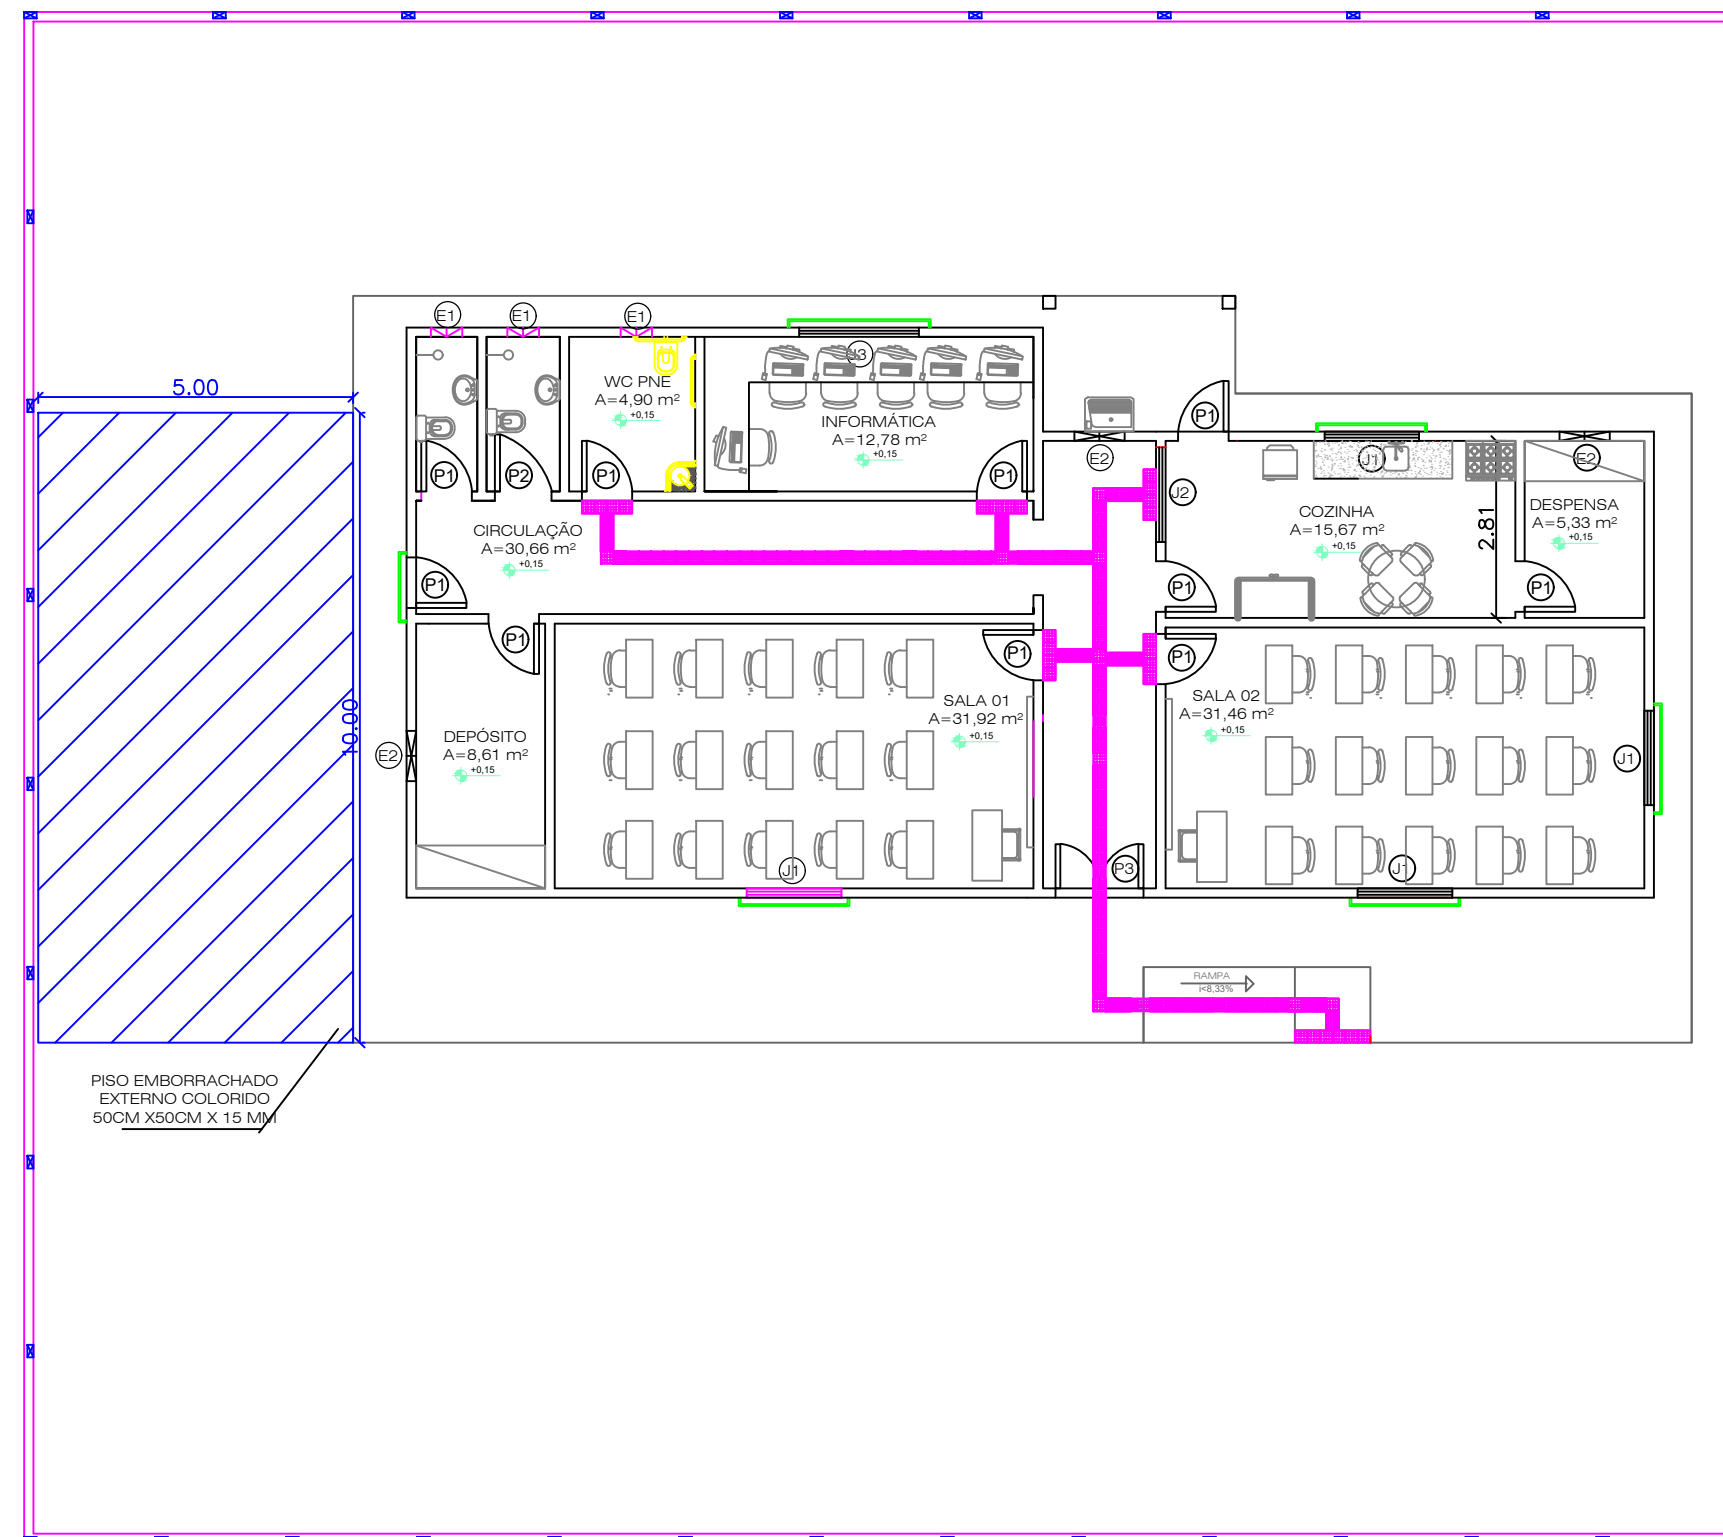 E1
E1
E1
J3
5.00
WC PNE
A=4,90 m²
+0,15
INFORMÁTICA
A=12,78 m²
+0,15
P1
P1
P2
P1
P1
E2
J2
J1
E2
COZINHA
A=15,67 m²
+0,15
2.81
DESPENSA
A=5,33 m²
+0,15
CIRCULAÇÃO
A=30,66 m²
+0,15
P1
P1
P1
P1
P1
P1
SALA 01
A=31,92 m²
+0,15
SALA 02
A=31,46 m²
+0,15
10.00
DEPÓSITO
A=8,61 m²
+0,15
E2
J1
J1
P3
J1
RAMPA
i<8,33%
PISO EMBORRACHADO
EXTERNO COLORIDO
50CM X50CM X 15 MM